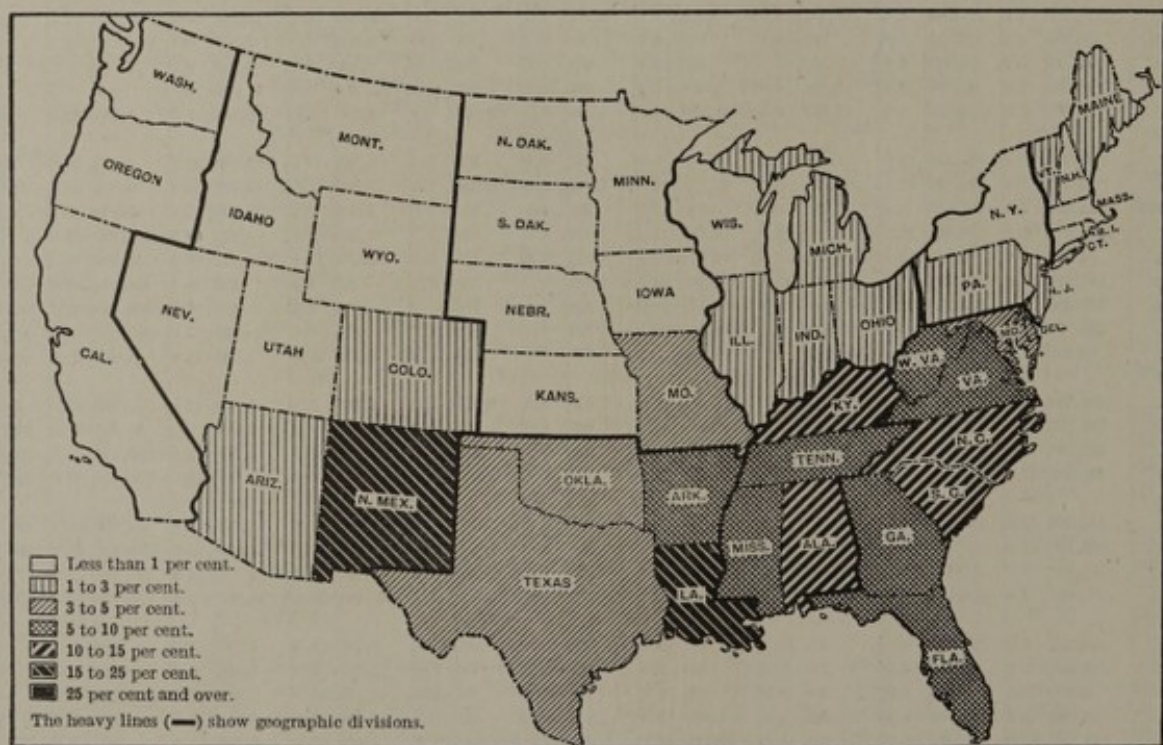 WASH.
MONT.
N. DAK.
MINN.
MAINE
OREGON
IDAHO
S. DAK.
WIS.
MICH.
VT.
N.H.
N. Y.
MASS.
R. I.
CT.
WYO.
NEBR.
IOWA
PA.
N. J.
NEV.
UTAH
COLO.
ILL.
IND.
OHIO
MD.
DEL.
CAL.
KANS.
MO.
W. VA.
VA.
KY.
ARIZ.
N. MEX.
OKLA.
ARK.
TENN.
N. C.
S. C.
TEXAS
LA.
MISS.
ALA.
GA.
FLA.
Less than 1 per cent.
1 to 3 per cent.
3 to 5 per cent.
5 to 10 per cent.
10 to 15 per cent.
15 to 25 per cent.
25 per cent and over.
The heavy lines (▬) show geographic divisions.